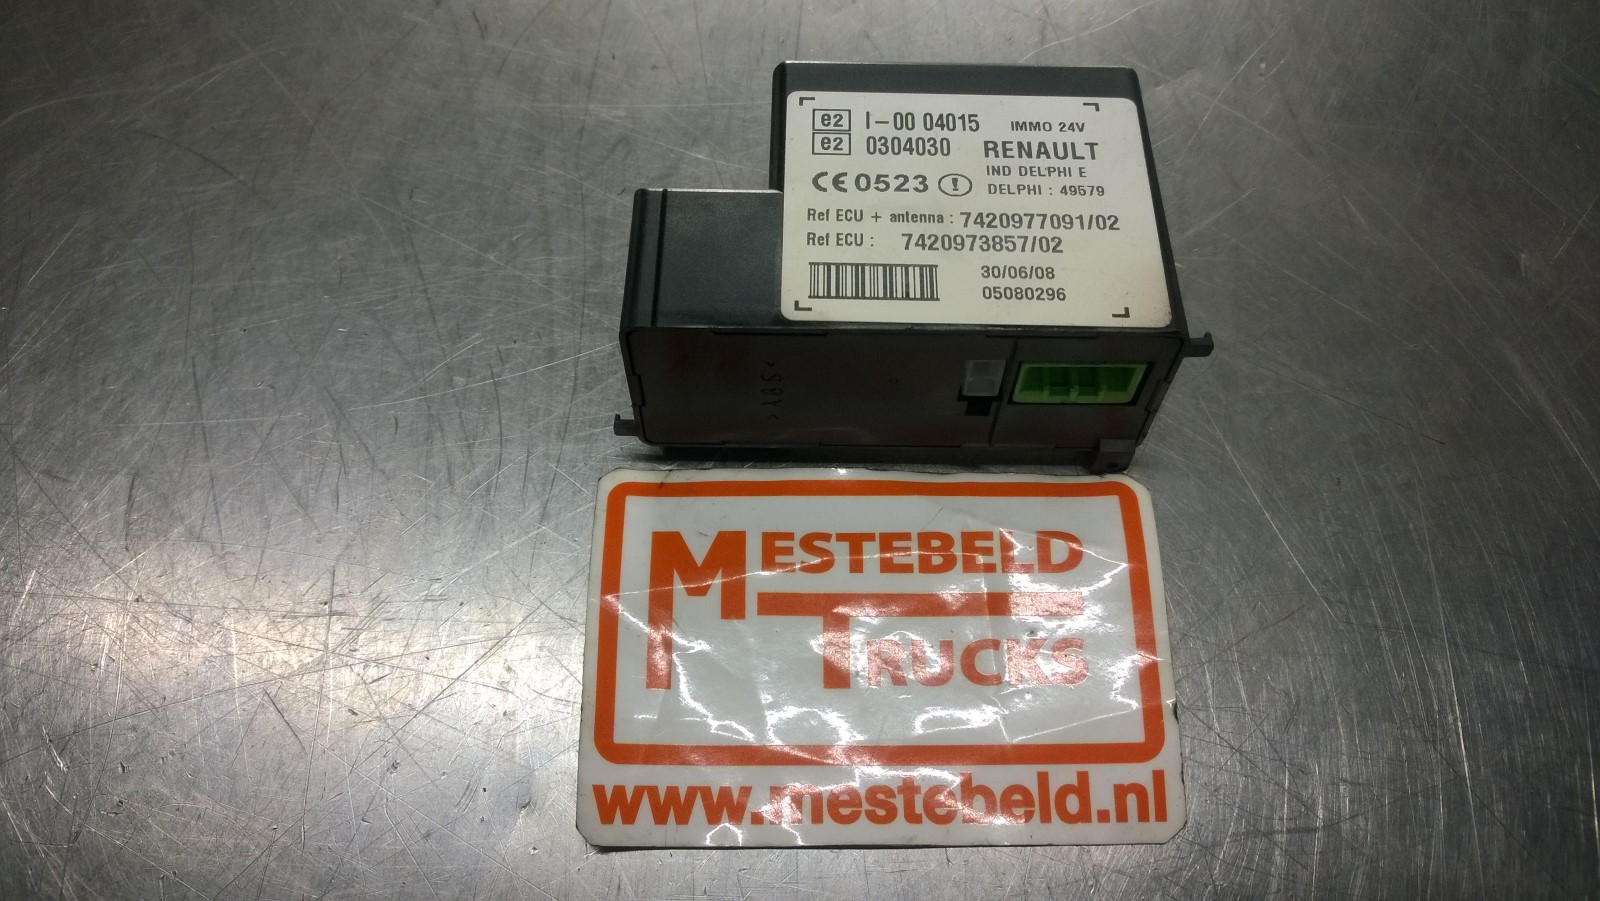 e2 I-00 04015 IMMO 24V
e2 0304030 RENAULT
IND DELPHI E
CE 0523 ! DELPHI : 49579
Ref ECU + antenna : 7420977091/02
Ref ECU : 7420973857/02
30/06/08
05080296
>ABS<
MESTEBELD
TRUCKS
www.mestebeld.nl